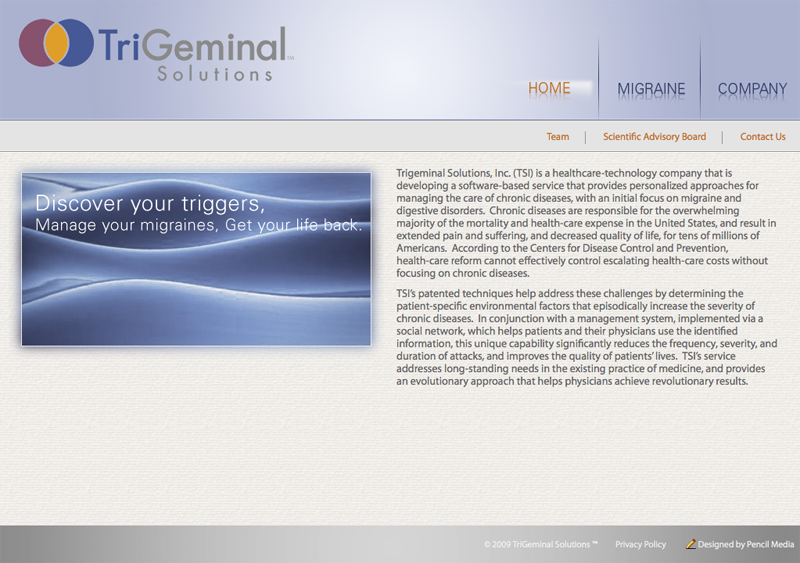 TriGeminal
Solutions
HOME
MIGRAINE
COMPANY
Team
Scientific Advisory Board
Contact Us
Discover your triggers,
Manage your migraines, Get your life back.
Trigeminal Solutions, Inc. (TSI) is a healthcare-technology company that is
developing a software-based service that provides personalized approaches for
managing the care of chronic diseases, with an initial focus on migraine and
digestive disorders.  Chronic diseases are responsible for the overwhelming
majority of the mortality and health-care expense in the United States, and result in
extended pain and suffering, and decreased quality of life, for tens of millions of
Americans.  According to the Centers for Disease Control and Prevention,
health-care reform cannot effectively control escalating health-care costs without
focusing on chronic diseases.
TSI's patented techniques help address these challenges by determining the
patient-specific environmental factors that episodically increase the severity of
chronic diseases.  In conjunction with a management system, implemented via a
social network, which helps patients and their physicians use the identified
information, this unique capability significantly reduces the frequency, severity, and
duration of attacks, and improves the quality of patients' lives.  TSI's service
addresses long-standing needs in the existing practice of medicine, and provides
an evolutionary approach that helps physicians achieve revolutionary results.
© 2009 TriGeminal Solutions ™
Privacy Policy
Designed by Pencil Media